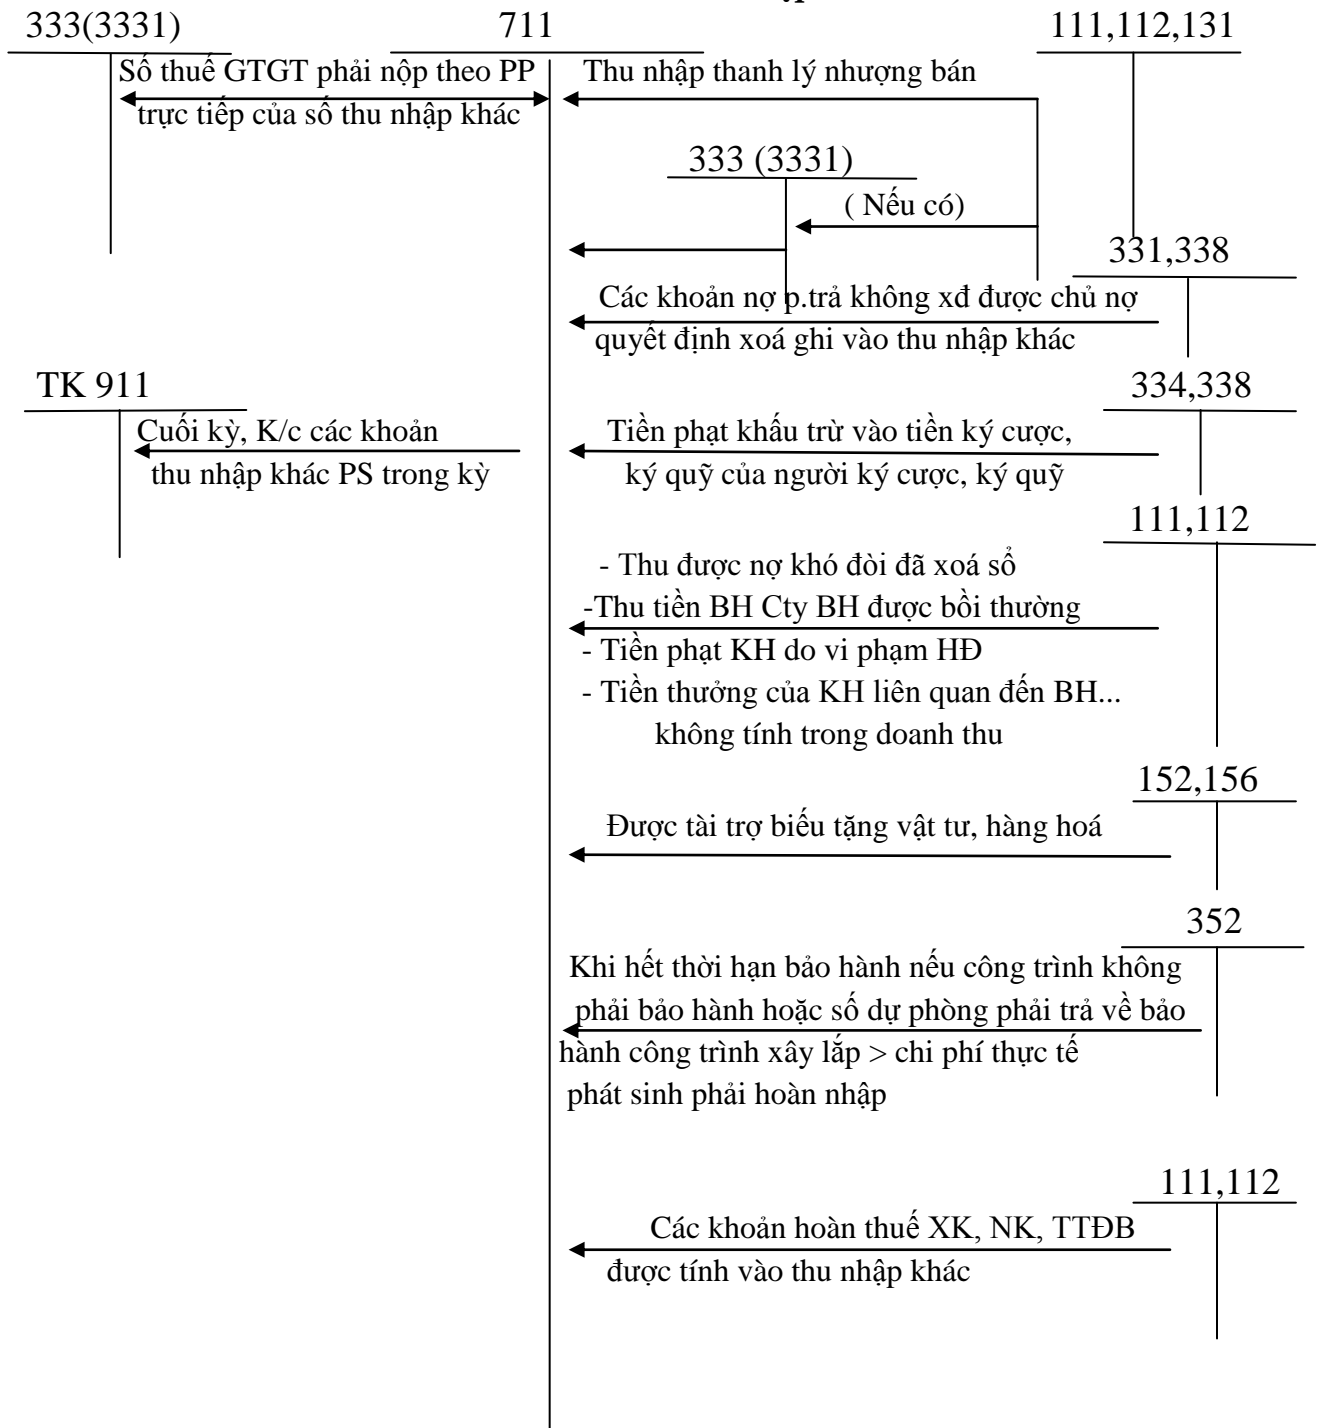 333(3331)
711
111,112,131
Số thuế GTGT phải nộp theo PP
trực tiếp của số thu nhập khác
Thu nhập thanh lý nhượng bán
333 (3331)
( Nếu có)
331,338
Các khoản nợ p.trả không xđ được chủ nợ
quyết định xoá ghi vào thu nhập khác
TK 911
334,338
Cuối kỳ, K/c các khoản
thu nhập khác PS trong kỳ
Tiền phạt khấu trừ vào tiền ký cược,
ký quỹ của người ký cược, ký quỹ
111,112
- Thu được nợ khó đòi đã xoá sổ
-Thu tiền BH Cty BH được bồi thường
- Tiền phạt KH do vi phạm HĐ
- Tiền thưởng của KH liên quan đến BH...
không tính trong doanh thu
152,156
Được tài trợ biếu tặng vật tư, hàng hoá
352
Khi hết thời hạn bảo hành nếu công trình không
phải bảo hành hoặc số dự phòng phải trả về bảo
hành công trình xây lắp > chi phí thực tế
phát sinh phải hoàn nhập
111,112
Các khoản hoàn thuế XK, NK, TTĐB
được tính vào thu nhập khác